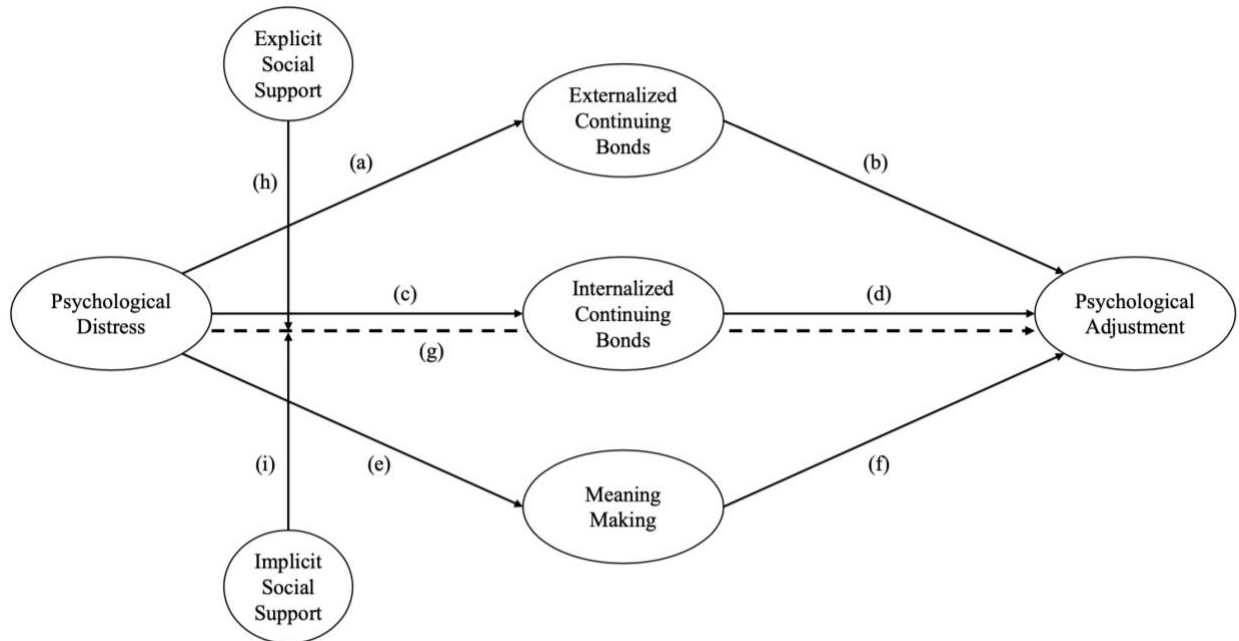 Explicit
Social
Support
Externalized
Continuing
Bonds
(a)
(b)
(h)
Psychological
Distress
(c)
Internalized
Continuing
Bonds
(d)
Psychological
Adjustment
(g)
(i)
(e)
(f)
Meaning
Making
Implicit
Social
Support